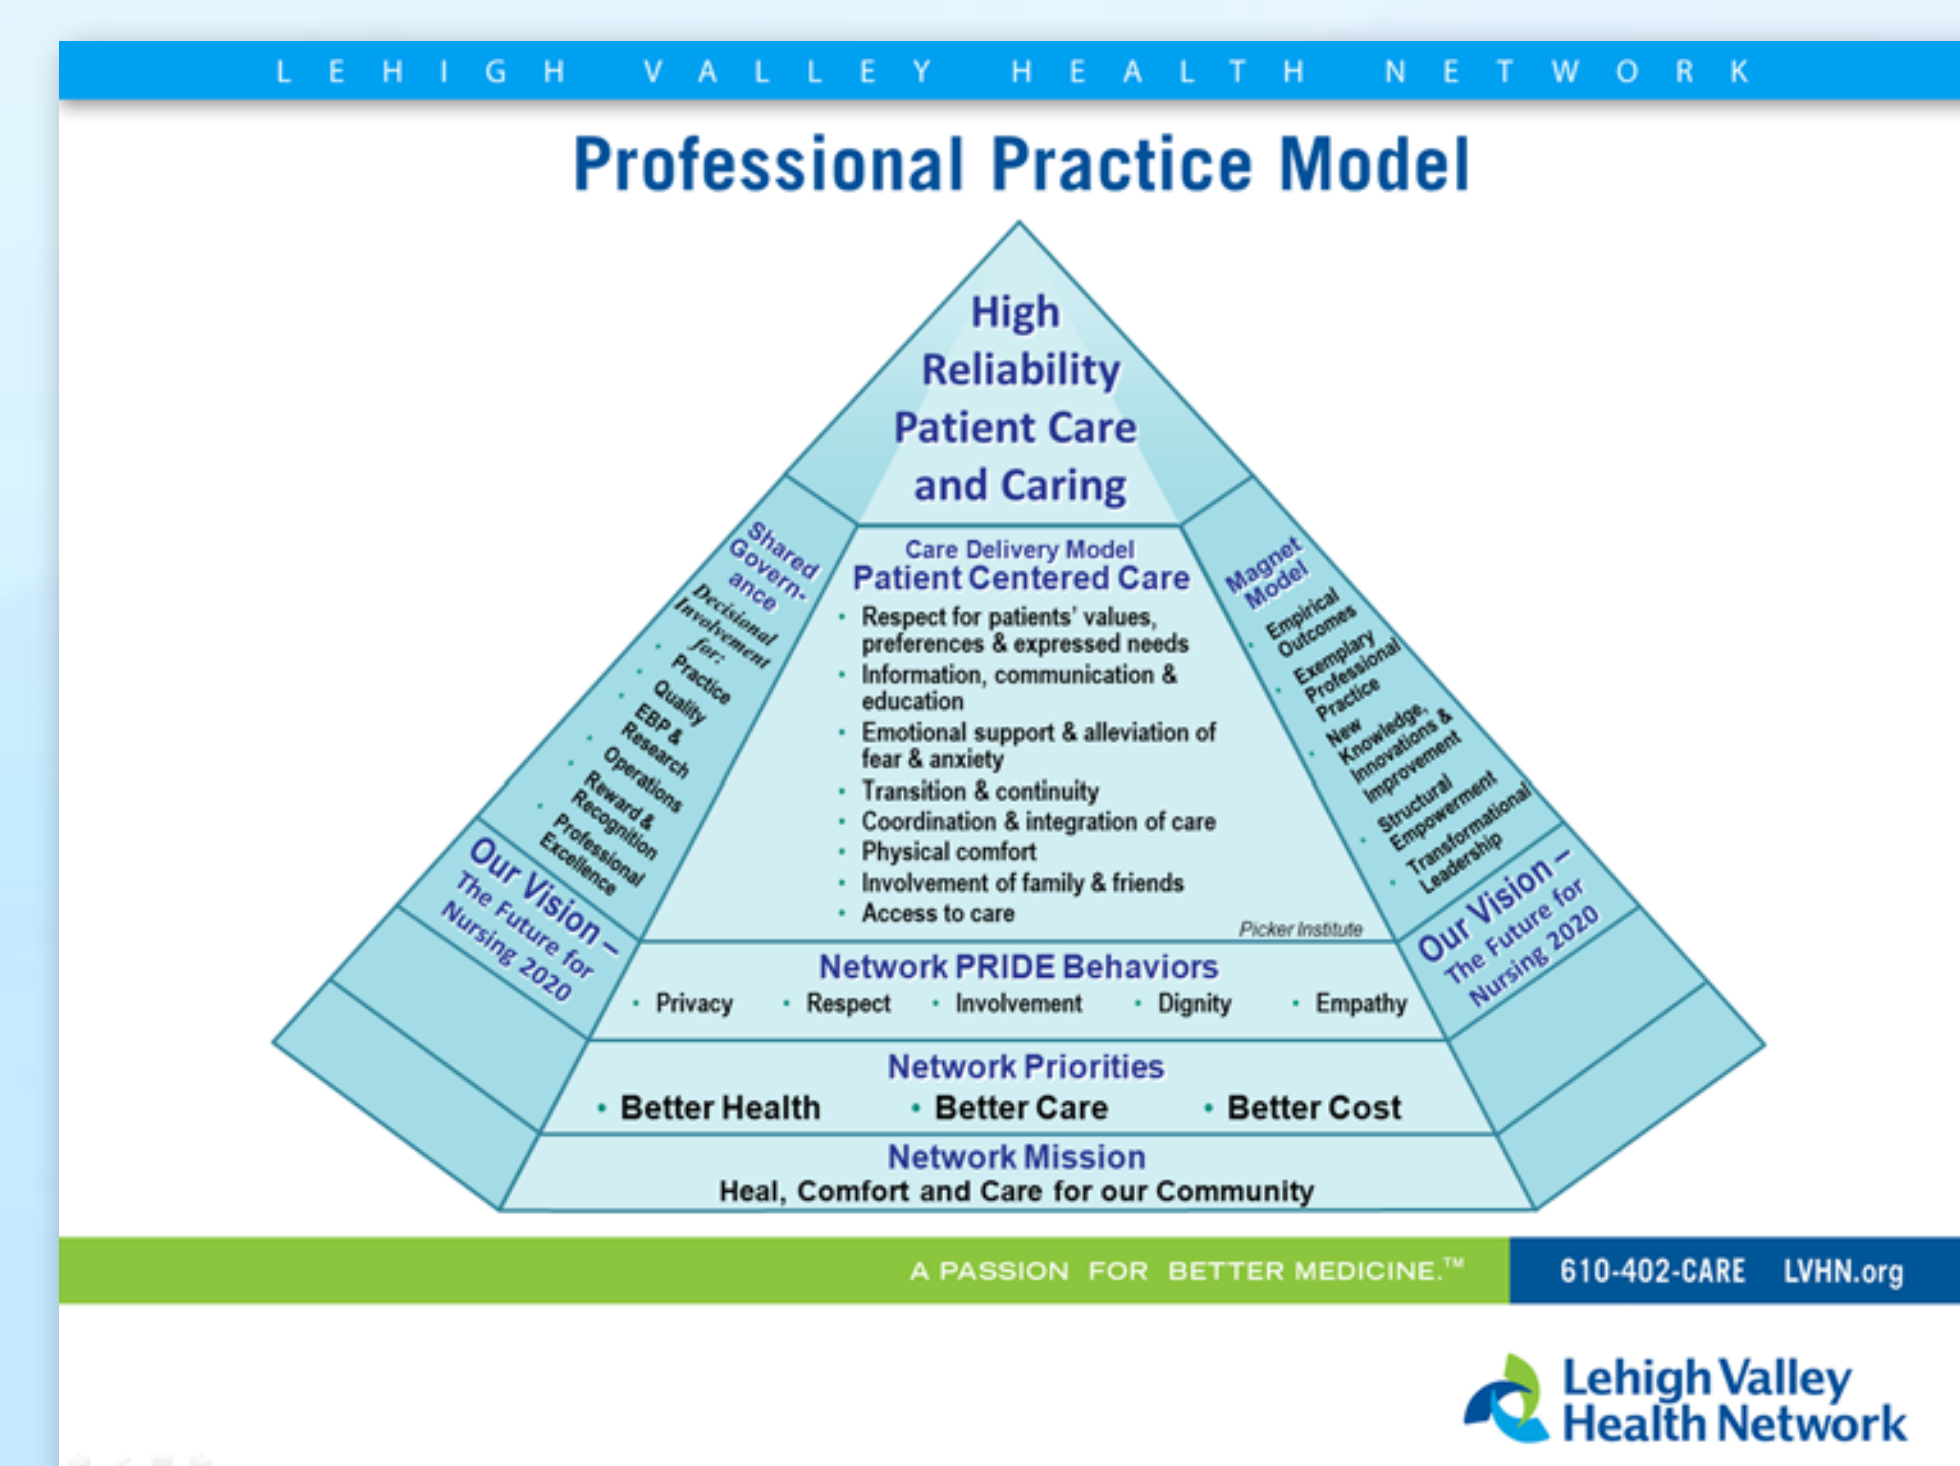 LEHIGH VALLEY HEALTH NETWORK
Professional Practice Model
High
Reliability
Patient Care
and Caring
Shared
Govern-
ance
Decisional
Involvement
for:
• Practice
• Quality
• EBP &
Research
• Operations
• Reward &
Recognition
• Professional
Excellence
Our Vision –
The Future for
Nursing 2020
Care Delivery Model
Patient Centered Care
• Respect for patients' values,
preferences & expressed needs
• Information, communication &
education
• Emotional support & alleviation of
fear & anxiety
• Transition & continuity
• Coordination & integration of care
• Physical comfort
• Involvement of family & friends
• Access to care
Picker Institute
Magnet
Model
• Empirical
Outcomes
• Exemplary
Professional
Practice
• New
Knowledge,
Innovations &
Improvement
• Structural
Empowerment
• Transformational
Leadership
Our Vision –
The Future for
Nursing 2020
Network PRIDE Behaviors
• Privacy • Respect • Involvement • Dignity • Empathy
Network Priorities
• Better Health • Better Care • Better Cost
Network Mission
Heal, Comfort and Care for our Community
A PASSION FOR BETTER MEDICINE.™ 610-402-CARE LVHN.org
Lehigh Valley
Health Network